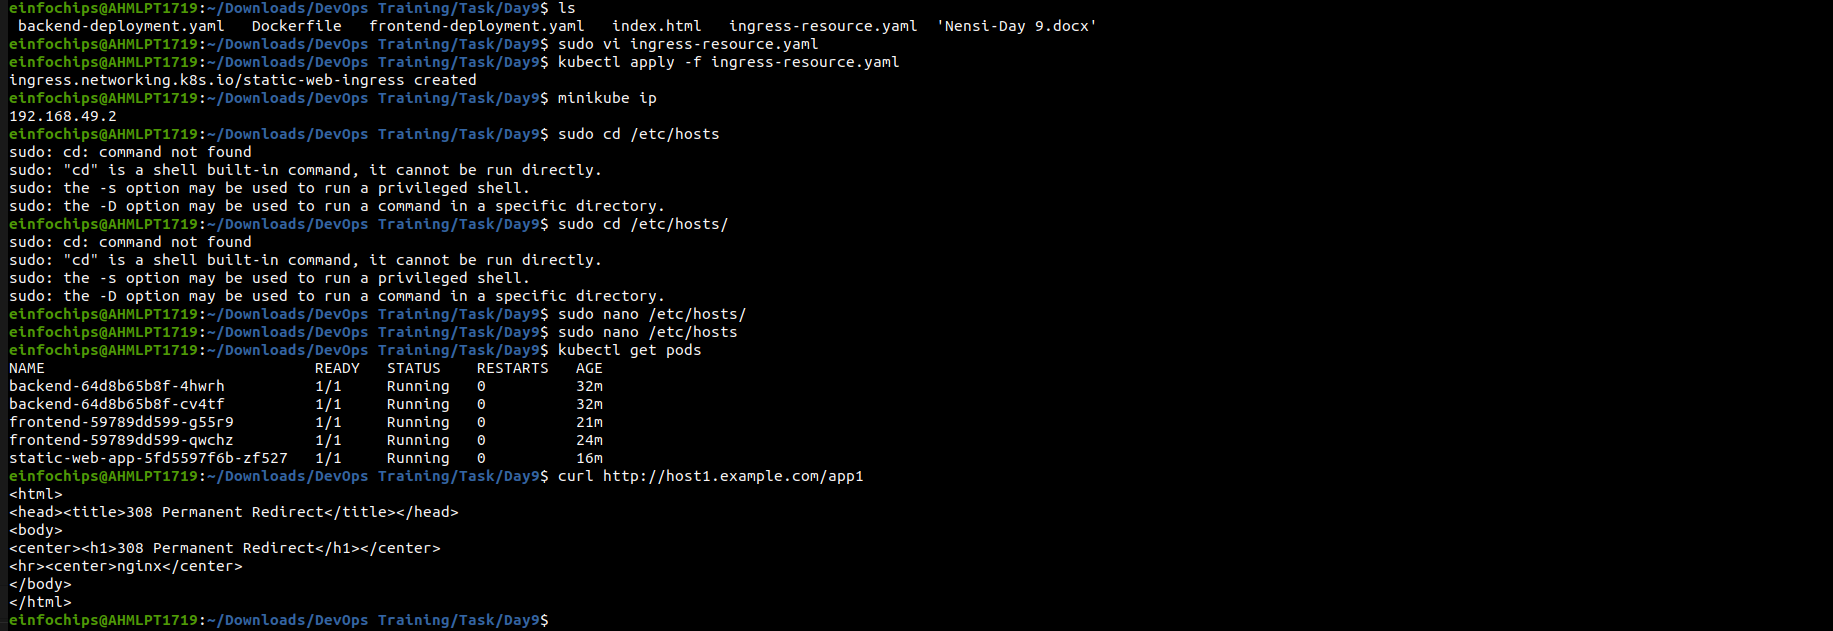 einfochips@AHMLPT1719:~/Downloads/DevOps Training/Task/Day9$ ls
 backend-deployment.yaml   Dockerfile   frontend-deployment.yaml   index.html   ingress-resource.yaml  'Nensi-Day 9.docx'
einfochips@AHMLPT1719:~/Downloads/DevOps Training/Task/Day9$ sudo vi ingress-resource.yaml
einfochips@AHMLPT1719:~/Downloads/DevOps Training/Task/Day9$ kubectl apply -f ingress-resource.yaml
ingress.networking.k8s.io/static-web-ingress created
einfochips@AHMLPT1719:~/Downloads/DevOps Training/Task/Day9$ minikube ip
192.168.49.2
einfochips@AHMLPT1719:~/Downloads/DevOps Training/Task/Day9$ sudo cd /etc/hosts
sudo: cd: command not found
sudo: "cd" is a shell built-in command, it cannot be run directly.
sudo: the -s option may be used to run a privileged shell.
sudo: the -D option may be used to run a command in a specific directory.
einfochips@AHMLPT1719:~/Downloads/DevOps Training/Task/Day9$ sudo cd /etc/hosts/
sudo: cd: command not found
sudo: "cd" is a shell built-in command, it cannot be run directly.
sudo: the -s option may be used to run a privileged shell.
sudo: the -D option may be used to run a command in a specific directory.
einfochips@AHMLPT1719:~/Downloads/DevOps Training/Task/Day9$ sudo nano /etc/hosts/
einfochips@AHMLPT1719:~/Downloads/DevOps Training/Task/Day9$ sudo nano /etc/hosts
einfochips@AHMLPT1719:~/Downloads/DevOps Training/Task/Day9$ kubectl get pods
NAME                              READY   STATUS    RESTARTS   AGE
backend-64d8b65b8f-4hwrh          1/1     Running   0          32m
backend-64d8b65b8f-cv4tf          1/1     Running   0          32m
frontend-59789dd599-g55r9         1/1     Running   0          21m
frontend-59789dd599-qwchz         1/1     Running   0          24m
static-web-app-5fd5597f6b-zf527   1/1     Running   0          16m
einfochips@AHMLPT1719:~/Downloads/DevOps Training/Task/Day9$ curl http://host1.example.com/app1
<html>
<head><title>308 Permanent Redirect</title></head>
<body>
<center><h1>308 Permanent Redirect</h1></center>
<hr><center>nginx</center>
</body>
</html>
einfochips@AHMLPT1719:~/Downloads/DevOps Training/Task/Day9$